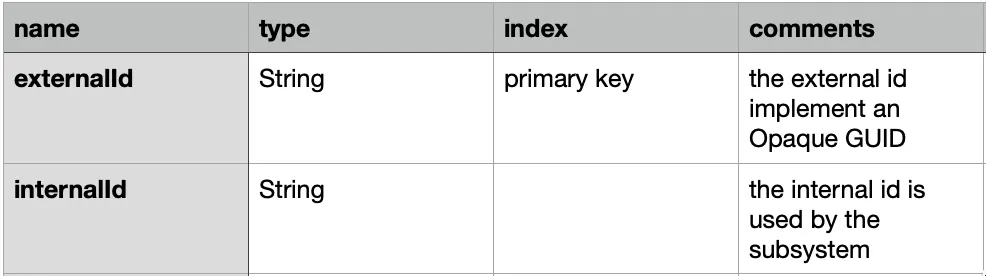 name type index comments
externalId String primary key the external id
implement an
Opaque GUID
internalId String the internal id is
used by the
subsystem